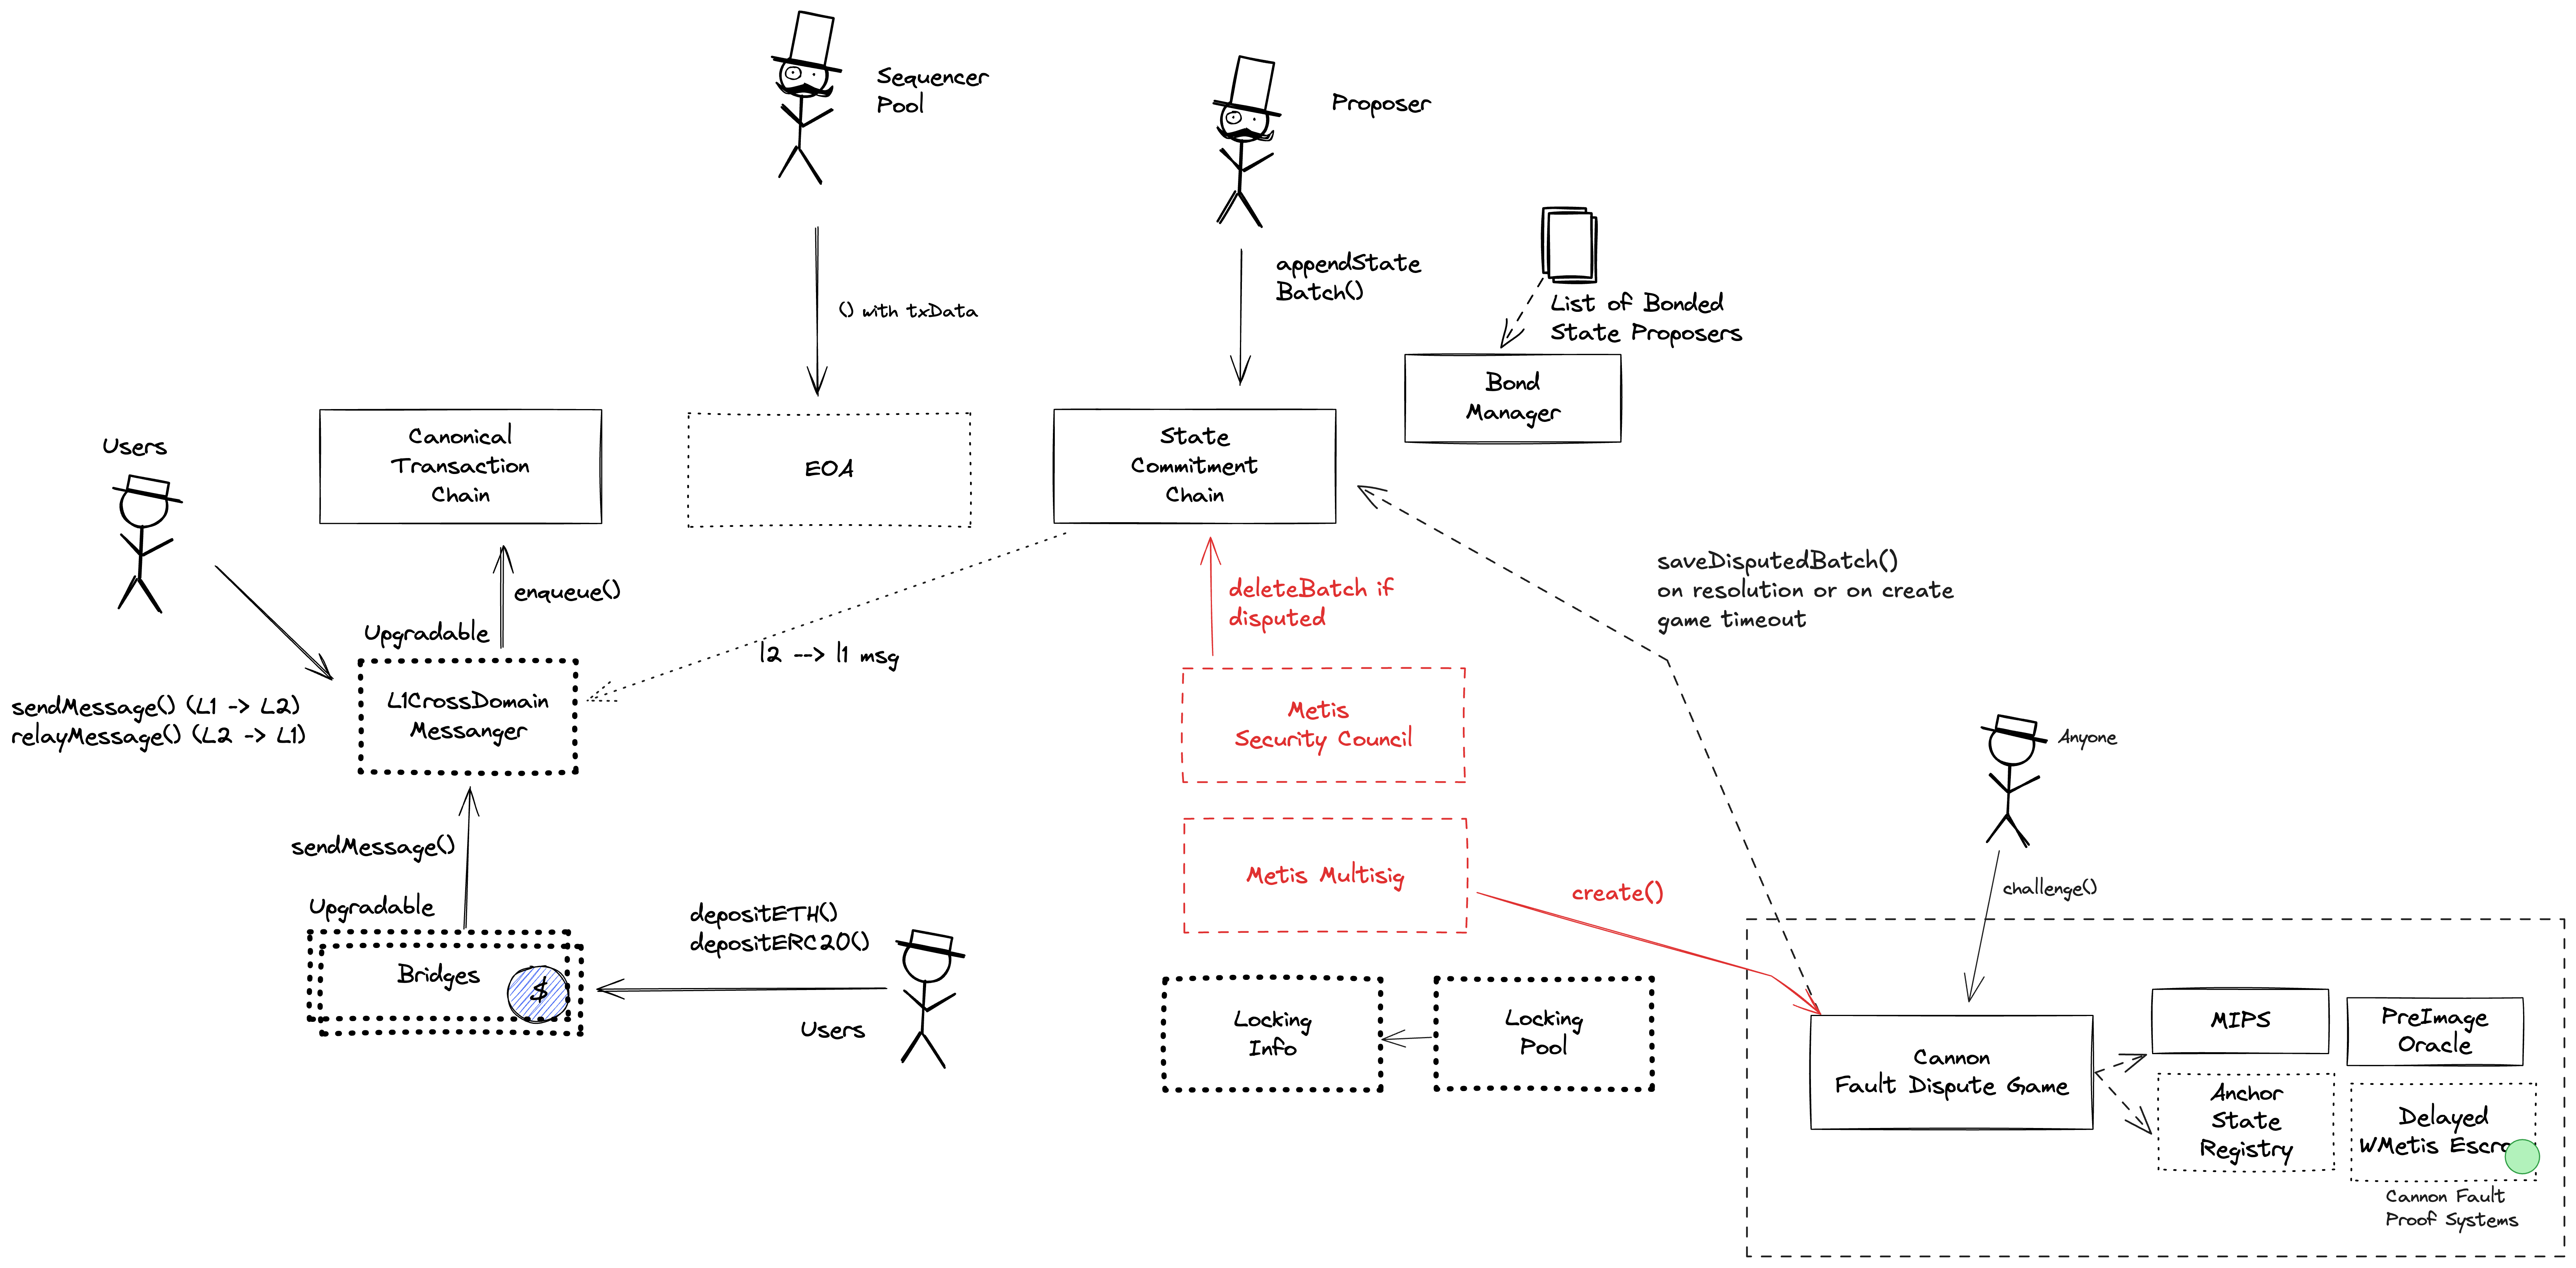 Sequencer
Pool
Proposer
() with txData
appendState
Batch()
List of Bonded
State Proposers
Bond
Manager
Users
Canonical
Transaction
Chain
EOA
State
Commitment
Chain
enqueue()
Upgradable
L1CrossDomain
Messanger
sendMessage() (L1 -> L2)
relayMessage() (L2 -> L1)
l2 --> l1 msg
deleteBatch if
disputed
saveDisputedBatch()
on resolution or on create
game timeout
Metis
Security Council
Anyone
sendMessage()
Upgradable
Bridges
$
depositETH()
depositERC20()
Users
Metis Multisig
create()
challenge()
Locking
Info
Locking
Pool
Cannon
Fault Dispute Game
MIPS
PreImage
Oracle
Anchor
State
Registry
Delayed
WMetis Escro
Cannon Fault
Proof Systems